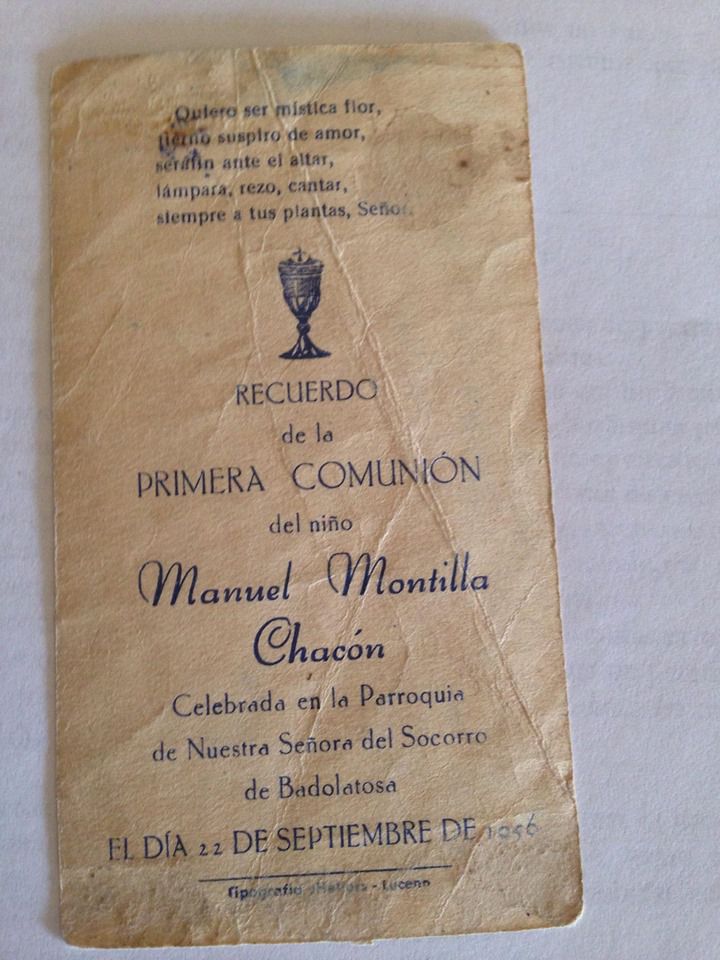 Quiero ser mística flor,
tierno suspiro de amor,
serafín ante el altar,
lámpara, rezo, cantar,
siempre a tus plantas, Señor.
RECUERDO
de la
PRIMERA COMUNIÓN
del niño
Manuel Montilla
Chacón
Celebrada en la Parroquia
de Nuestra Señora del Socorro
de Badolatosa
EL DÍA 22 DE SEPTIEMBRE DE 1956
Tipografía - Lucena